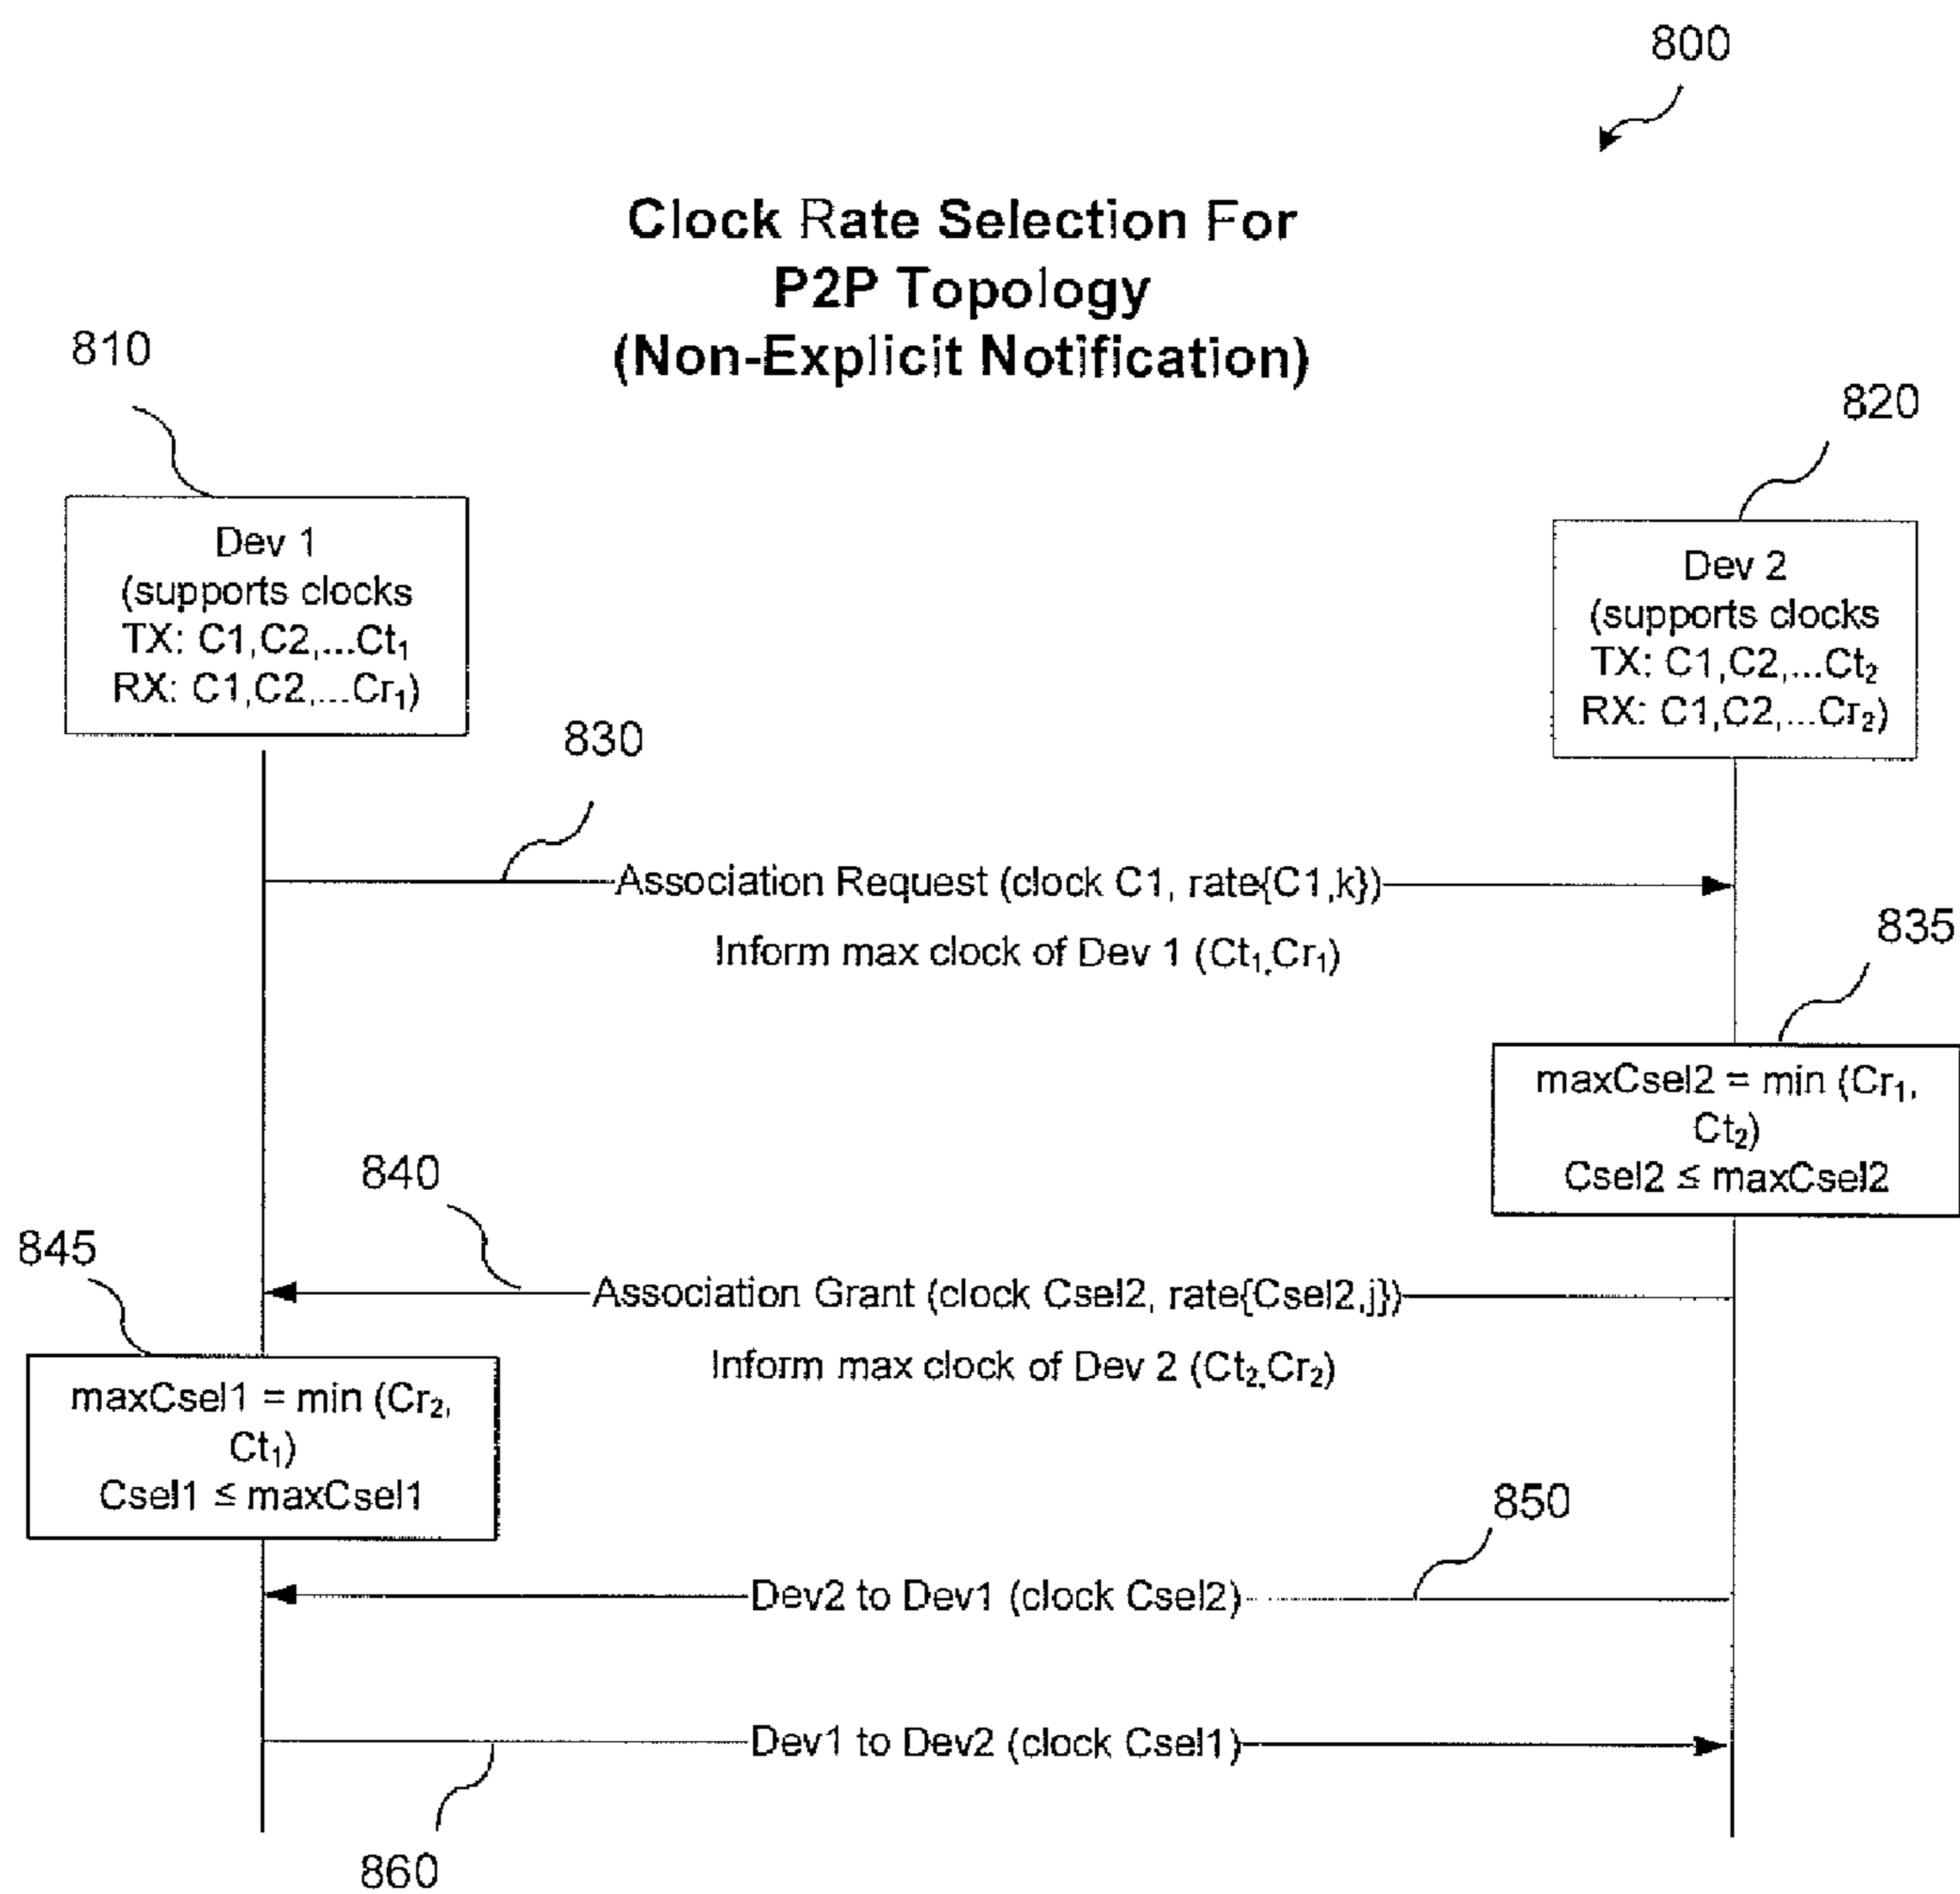 800
Clock Rate Selection For
P2P Topology
(Non-Explicit Notification)
810
820
Dev 1
(supports clocks
TX: C1,C2,...Ct₁
RX: C1,C2,...Cr₁)
Dev 2
(supports clocks
TX: C1,C2,...Ct₂
RX: C1,C2,...Cr₂)
830
Association Request (clock C1, rate{C1,k})
Inform max clock of Dev 1 (Ct₁,Cr₁)
835
maxCsel2 = min (Cr₁,
Ct₂)
Csel2 ≤ maxCsel2
840
845
Association Grant (clock Csel2, rate{Csel2,j})
Inform max clock of Dev 2 (Ct₂,Cr₂)
maxCsel1 = min (Cr₂,
Ct₁)
Csel1 ≤ maxCsel1
850
Dev2 to Dev1 (clock Csel2)
Dev1 to Dev2 (clock Csel1)
860